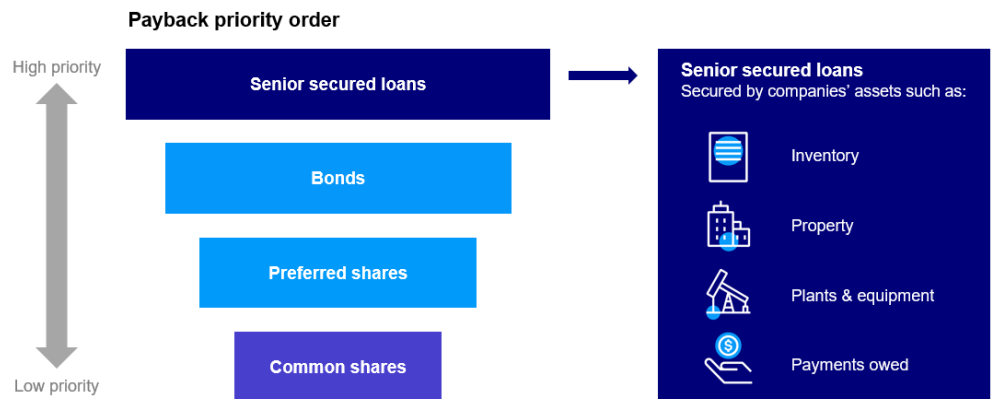 Payback priority order
High priority
Senior secured loans
Bonds
Preferred shares
Common shares
Low priority
Senior secured loans
Secured by companies' assets such as:
Inventory
Property
Plants & equipment
$
Payments owed